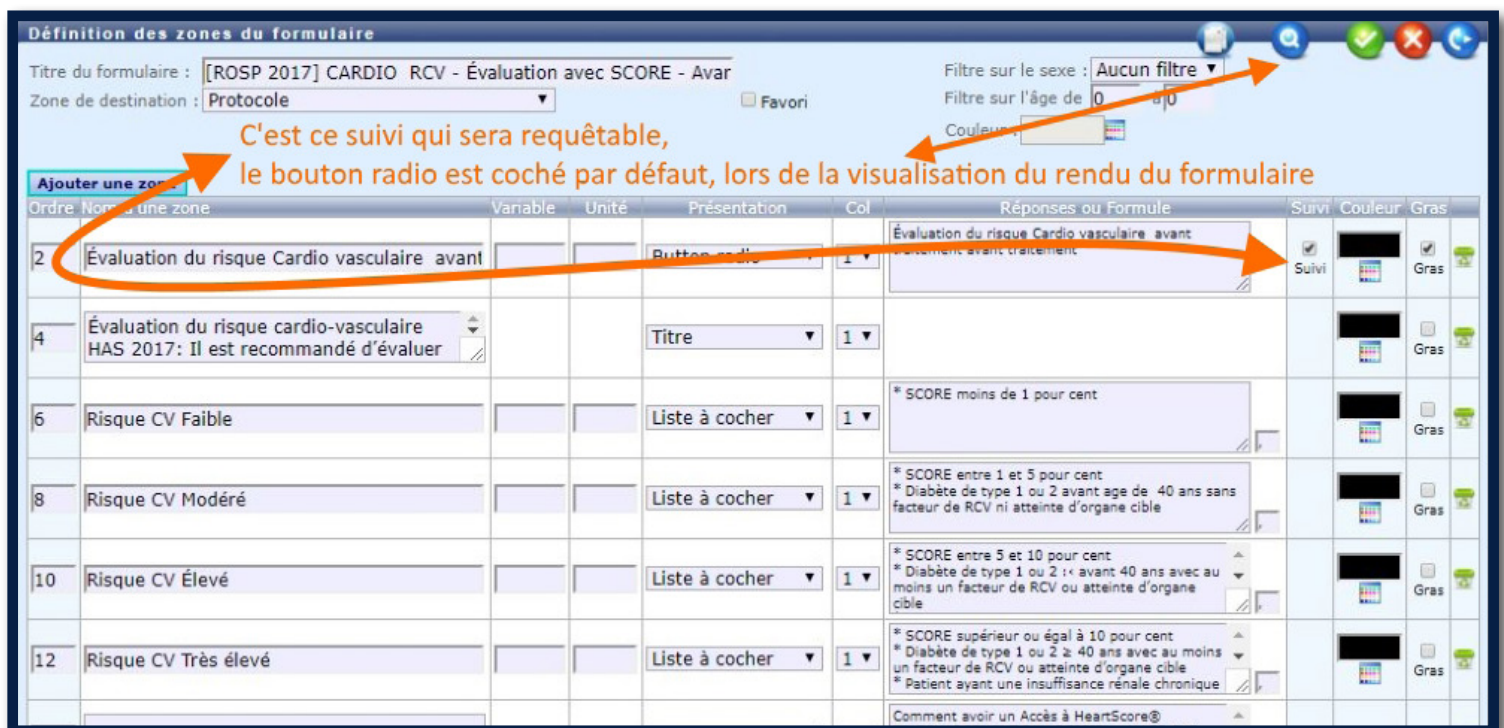 Définition des zones du formulaire
Titre du formulaire : [ROSP 2017] CARDIO RCV - Évaluation avec SCORE - Avar
Filtre sur le sexe : Aucun filtre
Zone de destination : Protocole
Favori
Filtre sur l'âge de 0 à 0
Couleur :
C'est ce suivi qui sera requêtable,
le bouton radio est coché par défaut, lors de la visualisation du rendu du formulaire
Ajouter une zone
Ordre Nom d'une zone Variable Unité Présentation Col Réponses ou Formule Suivi Couleur Gras
2 Évaluation du risque Cardio vasculaire avant Button radio 1
Évaluation du risque Cardio vasculaire avant
traitement avant traitement
Suivi Gras
4 Évaluation du risque cardio-vasculaire
HAS 2017: Il est recommandé d'évaluer
Titre 1 Gras
6 Risque CV Faible Liste à cocher 1
* SCORE moins de 1 pour cent
Gras
8 Risque CV Modéré Liste à cocher 1
* SCORE entre 1 et 5 pour cent
* Diabète de type 1 ou 2 avant age de 40 ans sans
facteur de RCV ni atteinte d'organe cible
Gras
10 Risque CV Élevé Liste à cocher 1
* SCORE entre 5 et 10 pour cent
* Diabète de type 1 ou 2 :‹ avant 40 ans avec au
moins un facteur de RCV ou atteinte d'organe
cible
Gras
12 Risque CV Très élevé Liste à cocher 1
* SCORE supérieur ou égal à 10 pour cent
* Diabète de type 1 ou 2 ≥ 40 ans avec au moins
un facteur de RCV ou atteinte d'organe cible
* Patient ayant une insuffisance rénale chronique
Gras
Comment avoir un Accès à HeartScore®